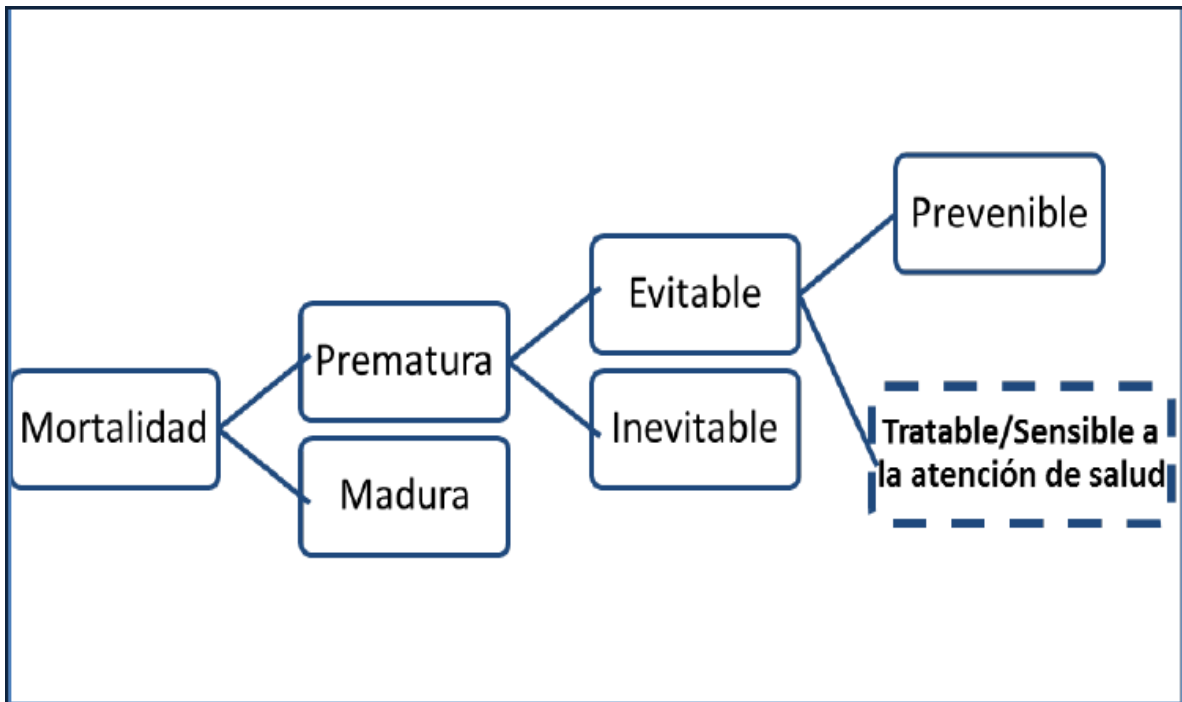 Mortalidad
Prematura
Madura
Evitable
Inevitable
Prevenible
Tratable/Sensible a
la atención de salud